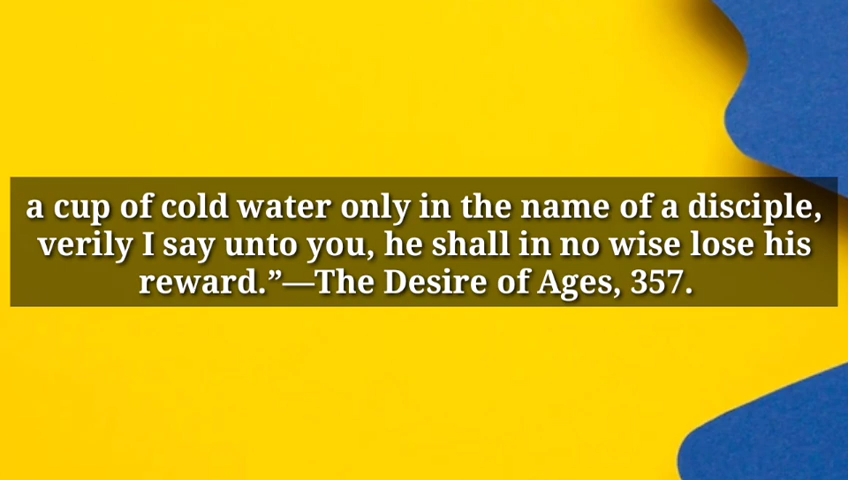 a cup of cold water only in the name of a disciple,
verily I say unto you, he shall in no wise lose his
reward.”—The Desire of Ages, 357.